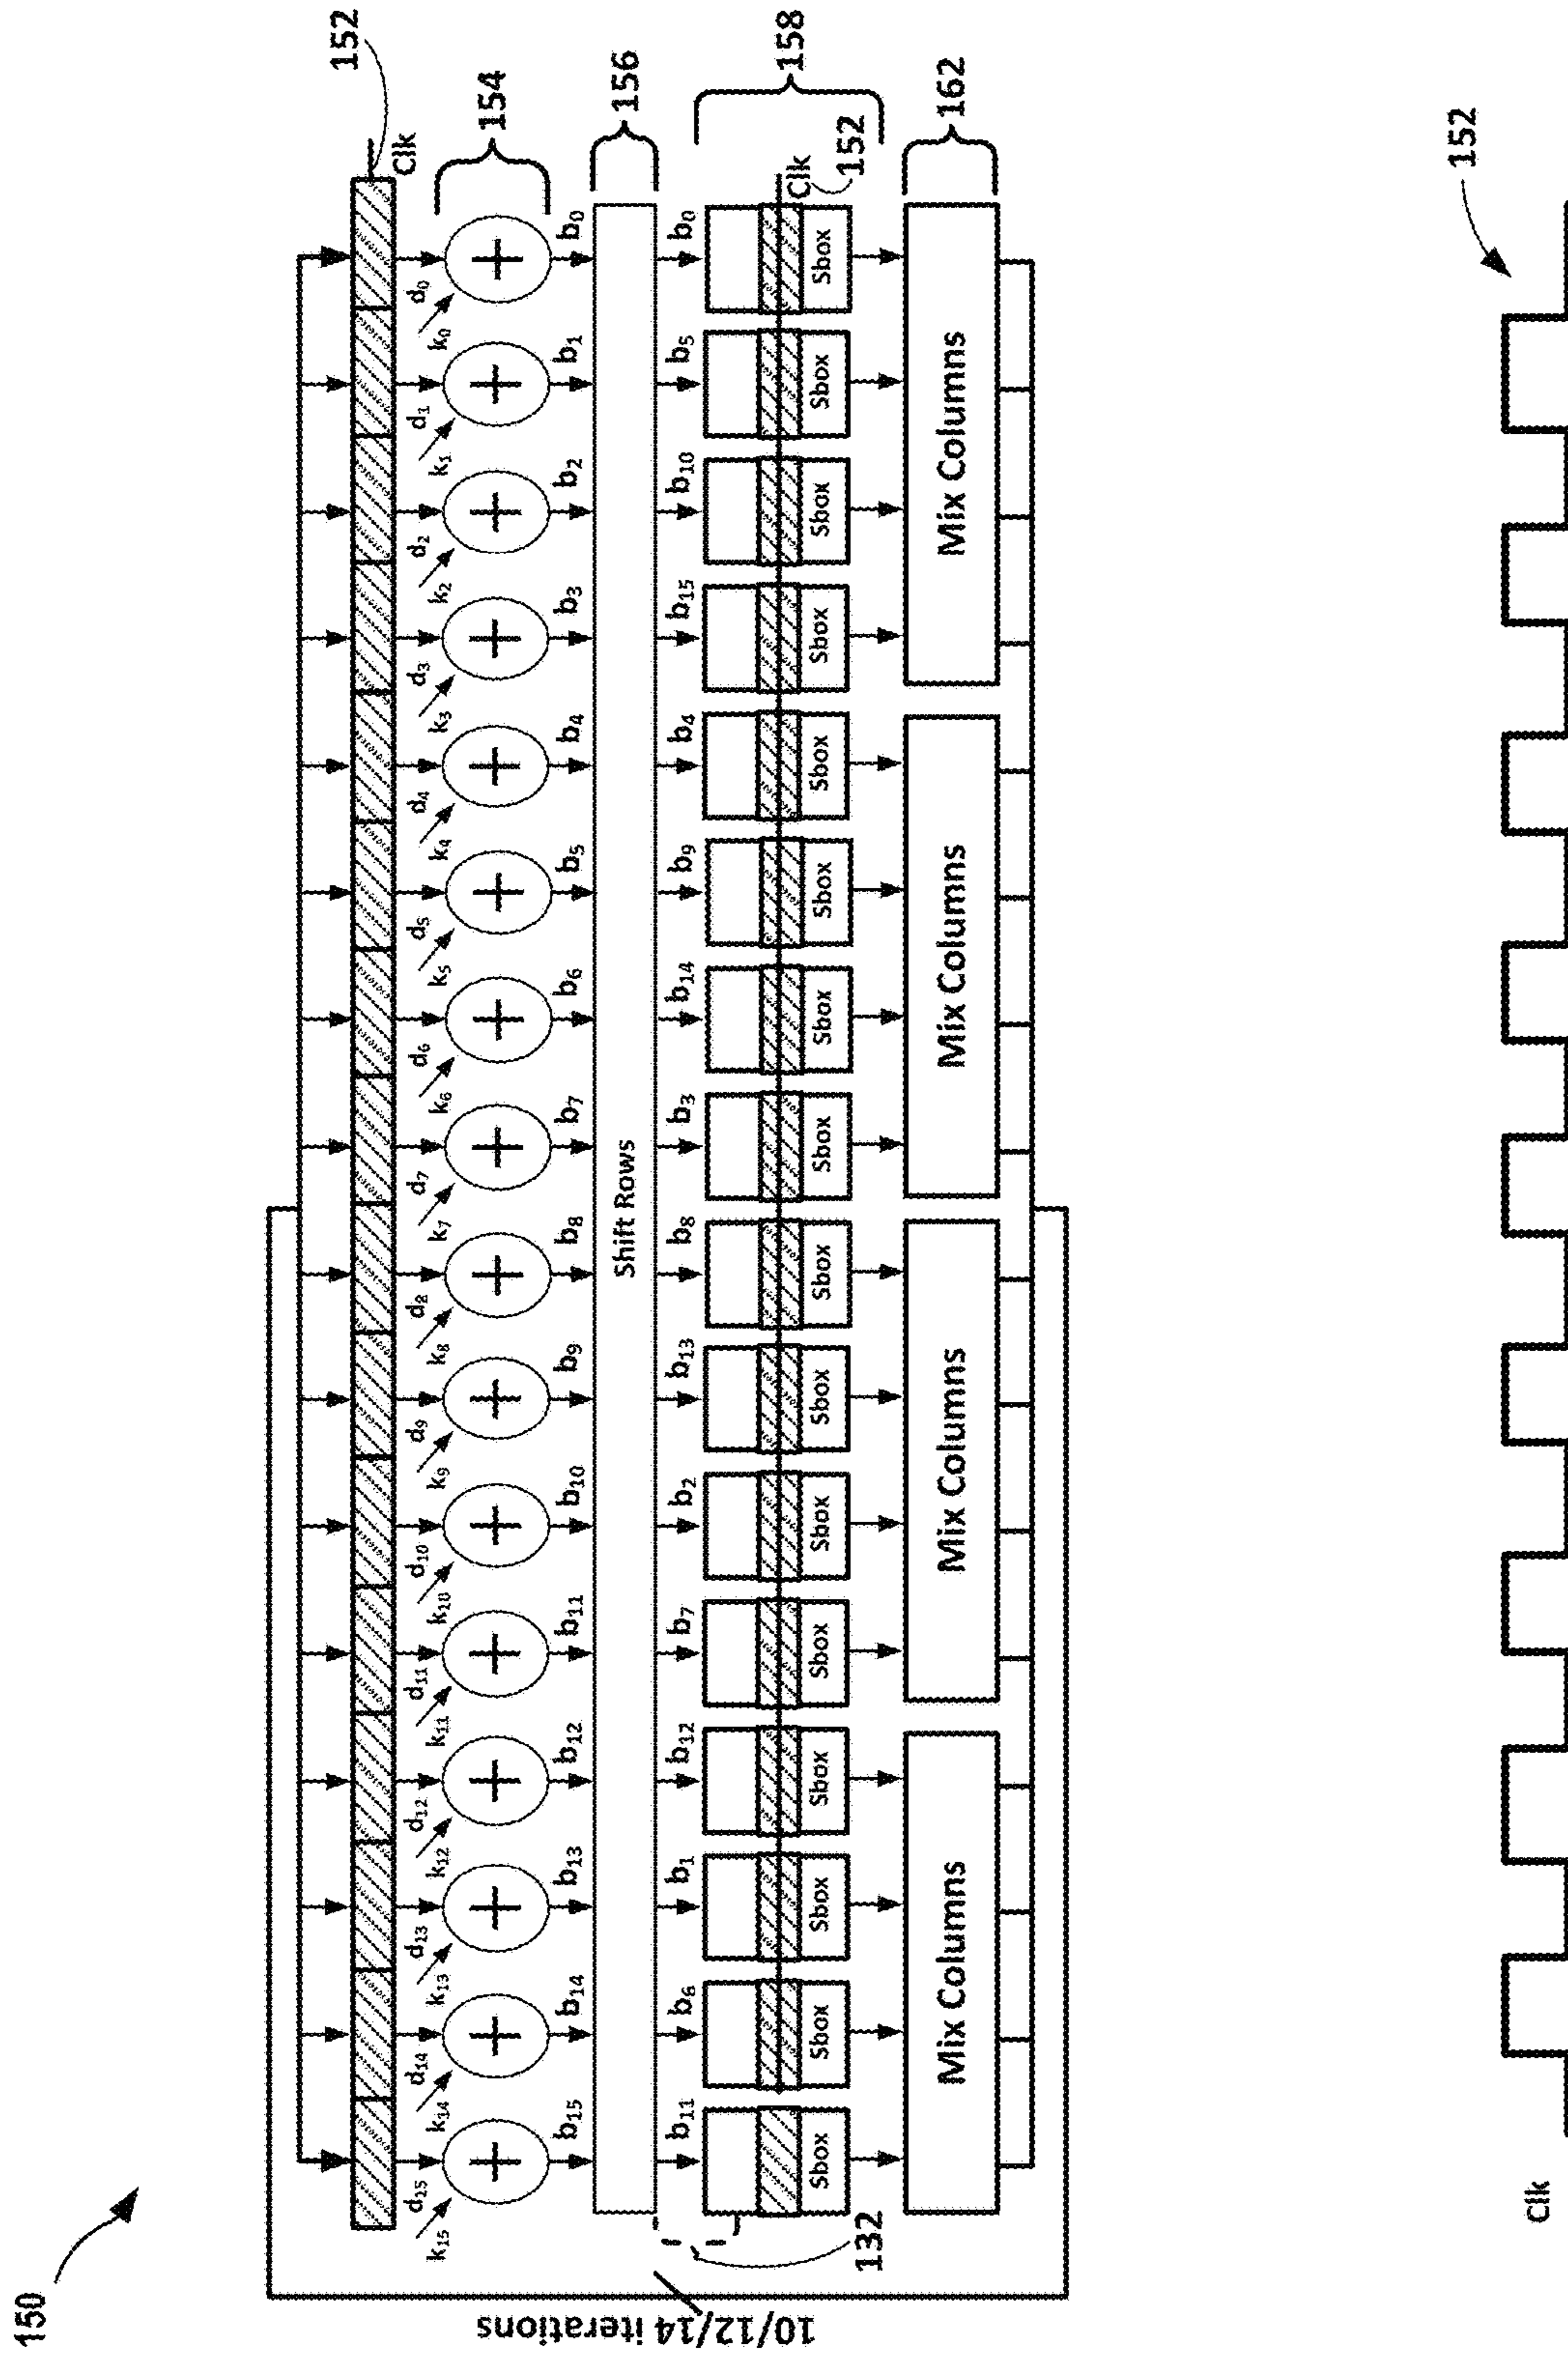 150
152
Clk
d₁₅ d₁₄ d₁₃ d₁₂ d₁₁ d₁₀ d₉ d₂ d₇ d₆ d₅ d₄ d₃ d₂ d₁ d₀
k₁₅ k₁₄ k₁₃ k₁₂ k₁₁ k₁₀ k₉ k₈ k₇ k₆ k₅ k₄ k₃ k₂ k₁ k₀
+ + + + + + + + + + + + + + + +
154
b₁₅ b₁₄ b₁₃ b₁₂ b₁₁ b₁₀ b₉ b₈ b₇ b₆ b₅ b₄ b₃ b₂ b₁ b₀
10/12/14 iterations
Shift Rows
156
b₁₁ b₆ b₁ b₁₂ b₇ b₂ b₁₃ b₈ b₃ b₁₄ b₉ b₄ b₁₅ b₁₀ b₅ b₀
Clk
158
152
Sbox Sbox Sbox Sbox Sbox Sbox Sbox Sbox Sbox Sbox Sbox Sbox Sbox Sbox Sbox Sbox
132
Mix Columns Mix Columns Mix Columns Mix Columns
162
152
Clk